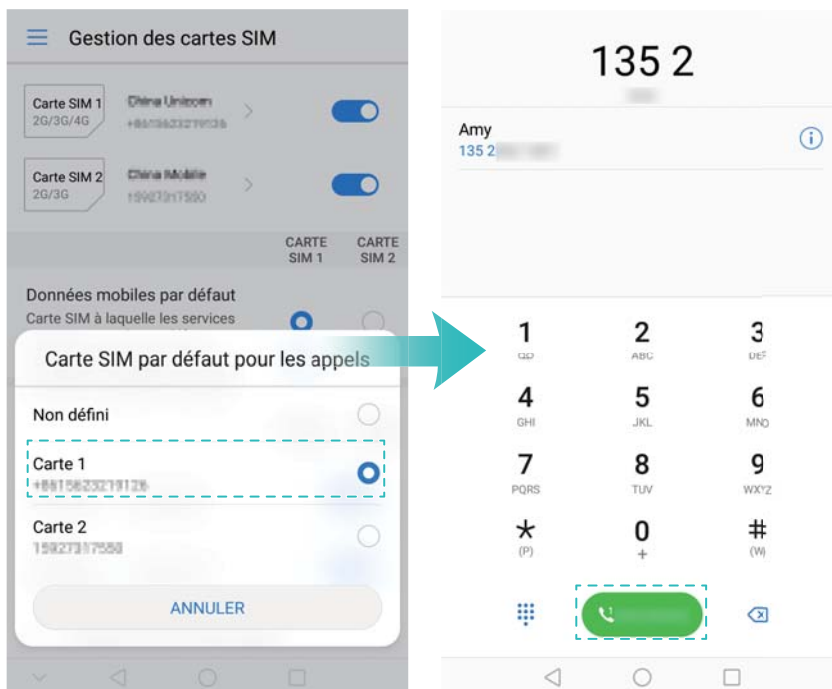 Gestion des cartes SIM
Carte SIM 1
2G/3G/4G
China Unicom
Carte SIM 2
2G/3G
China Mobile
CARTE
SIM 1
CARTE
SIM 2
Données mobiles par défaut
Carte SIM à laquelle les services
Carte SIM par défaut pour les appels
Non défini
Carte 1
Carte 2
ANNULER
135 2
Amy
135 2
1
2
ABC
3
DEF
4
GHI
5
JKL
6
MNO
7
PQRS
8
TUV
9
WXYZ
*
(P)
0
+
#
(W)
1